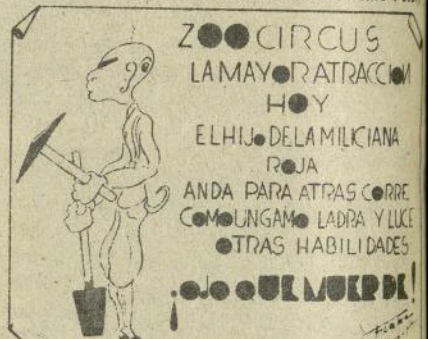 ZOO CIRCUS
LA MAYOR ATRACCION
HOY
EL HIJO DE LA MILICIANA
ROJA
ANDA PARA ATRAS CORRE
COMO UN GAMO LADRA Y LUCE
OTRAS HABILIDADES
¡OJO QUE MUERDE!